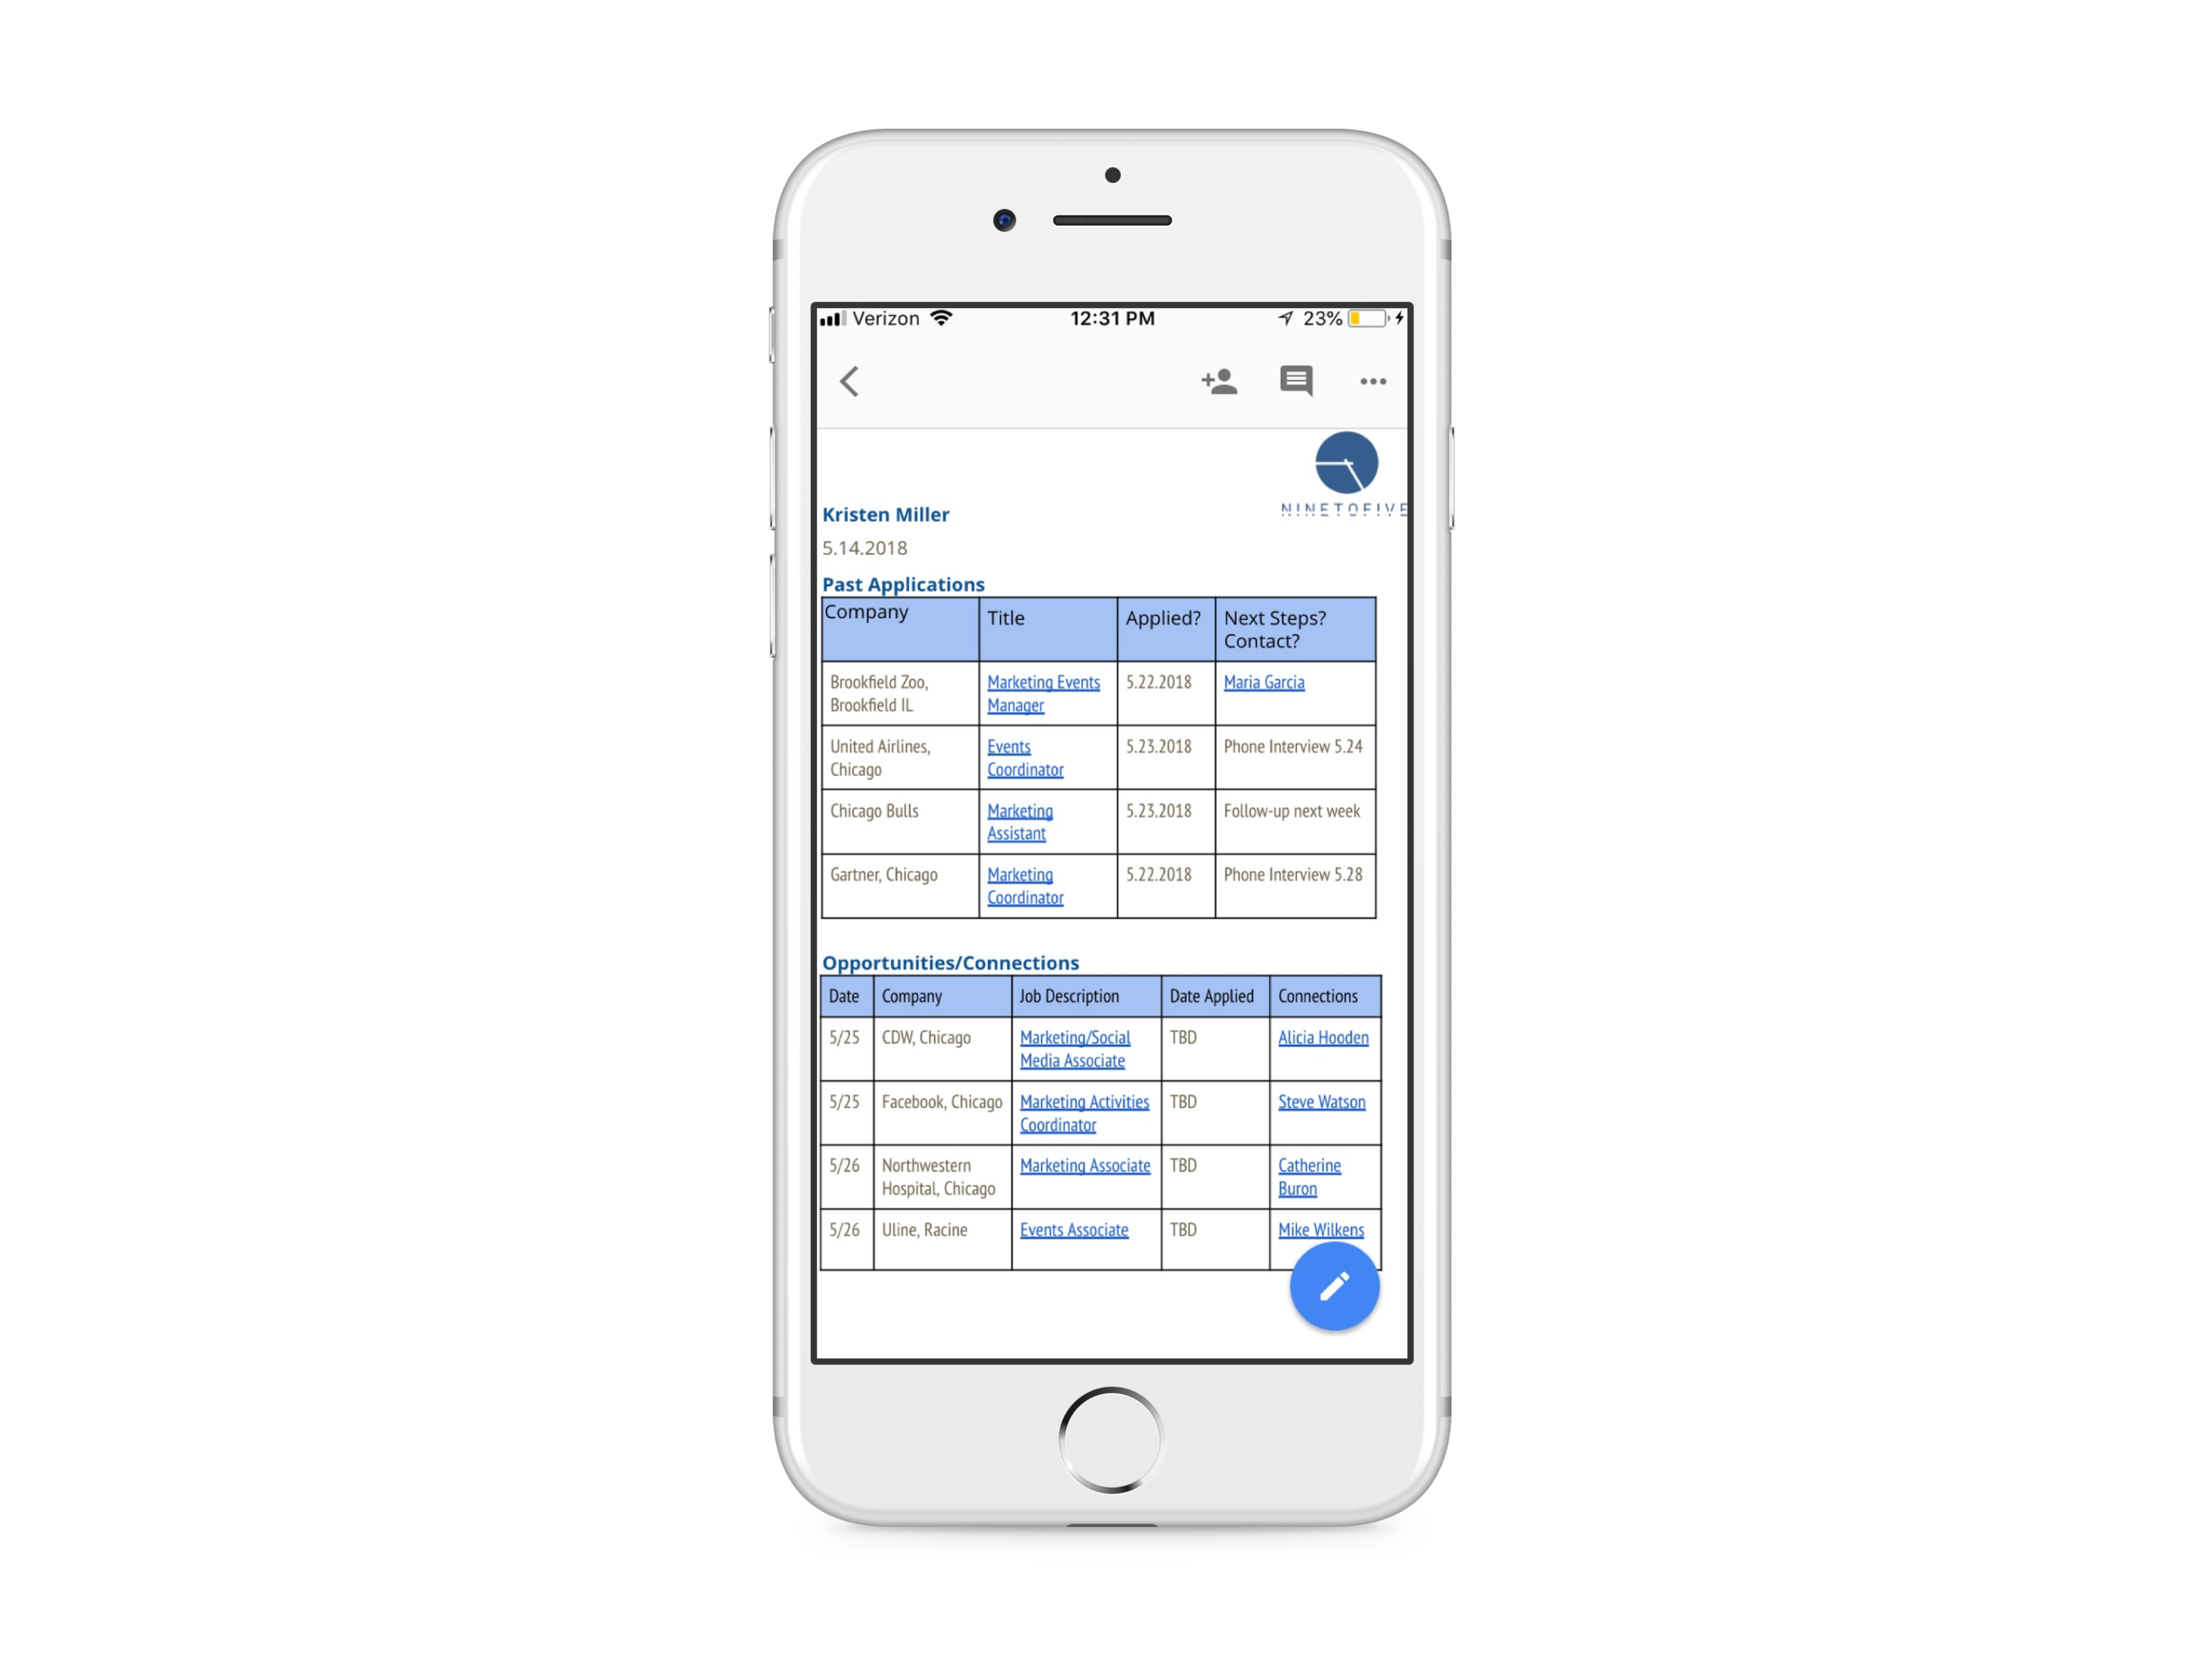 Verizon 12:31 PM 23%
NINETOFIVE
Kristen Miller
5.14.2018
Past Applications
Company Title Applied? Next Steps?
Contact?
Brookfield Zoo, Marketing Events 5.22.2018 Maria Garcia
Brookfield IL Manager
United Airlines, Events 5.23.2018 Phone Interview 5.24
Chicago Coordinator
Chicago Bulls Marketing 5.23.2018 Follow-up next week
Assistant
Gartner, Chicago Marketing 5.22.2018 Phone Interview 5.28
Coordinator
Opportunities/Connections
Date Company Job Description Date Applied Connections
5/25 CDW, Chicago Marketing/Social TBD Alicia Hooden
Media Associate
5/25 Facebook, Chicago Marketing Activities TBD Steve Watson
Coordinator
5/26 Northwestern Marketing Associate TBD Catherine
Hospital, Chicago Buron
5/26 Uline, Racine Events Associate TBD Mike Wilkens